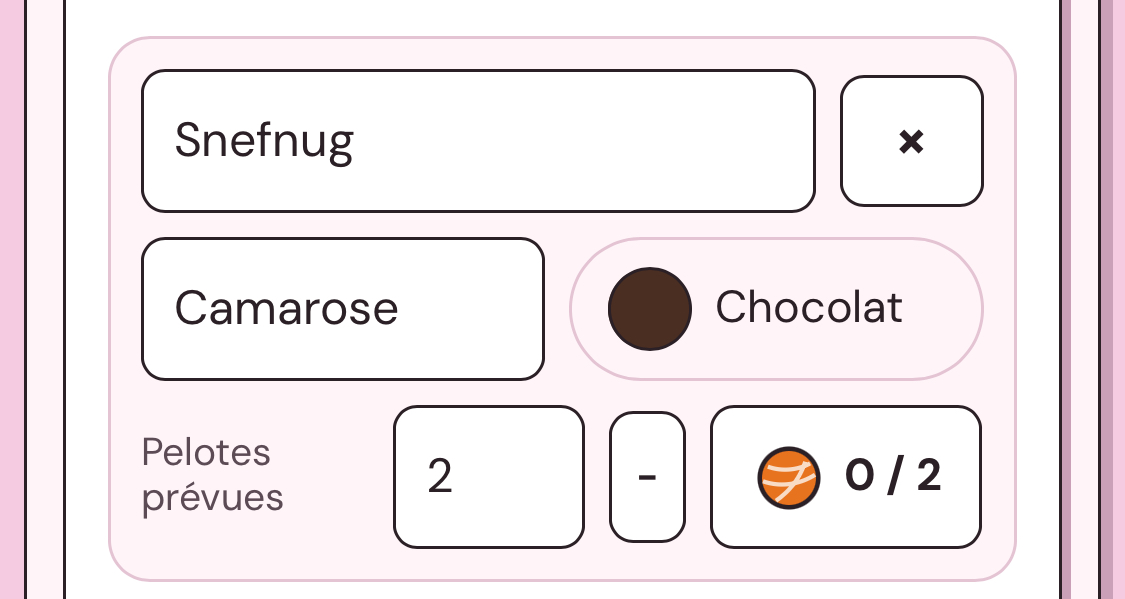 Snefnug
×
Camarose
Chocolat
Pelotes
prévues
2
-
0 / 2